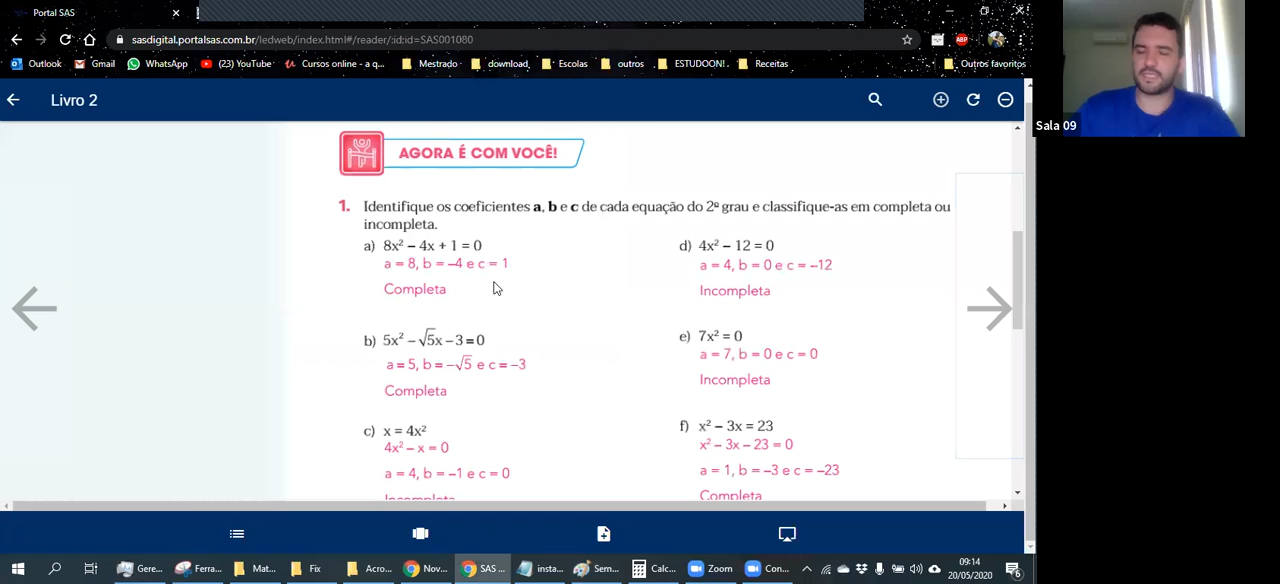 Portal SAS
sasdigital.portalsas.com.br/ledweb/index.html#/reader/:id:id=SAS001080
ABP
Outlook
Gmail
WhatsApp
(23) YouTube
Cursos online - a q...
Mestrado
download,
Escolas
outros
ESTUDOON!
Receitas
Outros favoritos
Livro 2
Sala 09
AGORA É COM VOCÊ!
1. Identifique os coeficientes a, b e c de cada equação do 2º grau e classifique-as em completa ou
incompleta.
a) 8x² – 4x + 1 = 0
a = 8, b = –4 e c = 1
Completa
b) 5x² – √5x – 3 = 0
a = 5, b = –√5 e c = –3
Completa
c) x = 4x²
4x² – x = 0
a = 4, b = –1 e c = 0
Incompleta
d) 4x² – 12 = 0
a = 4, b = 0 e c = –12
Incompleta
e) 7x² = 0
a = 7, b = 0 e c = 0
Incompleta
f) x² – 3x = 23
x² – 3x – 23 = 0
a = 1, b = –3 e c = –23
Completa
Gere...
Ferra...
Mat...
Fix
Acro...
Nov...
SAS ...
insta...
Sem...
Calc...
Zoom
Con...
09:14
20/05/2020
6